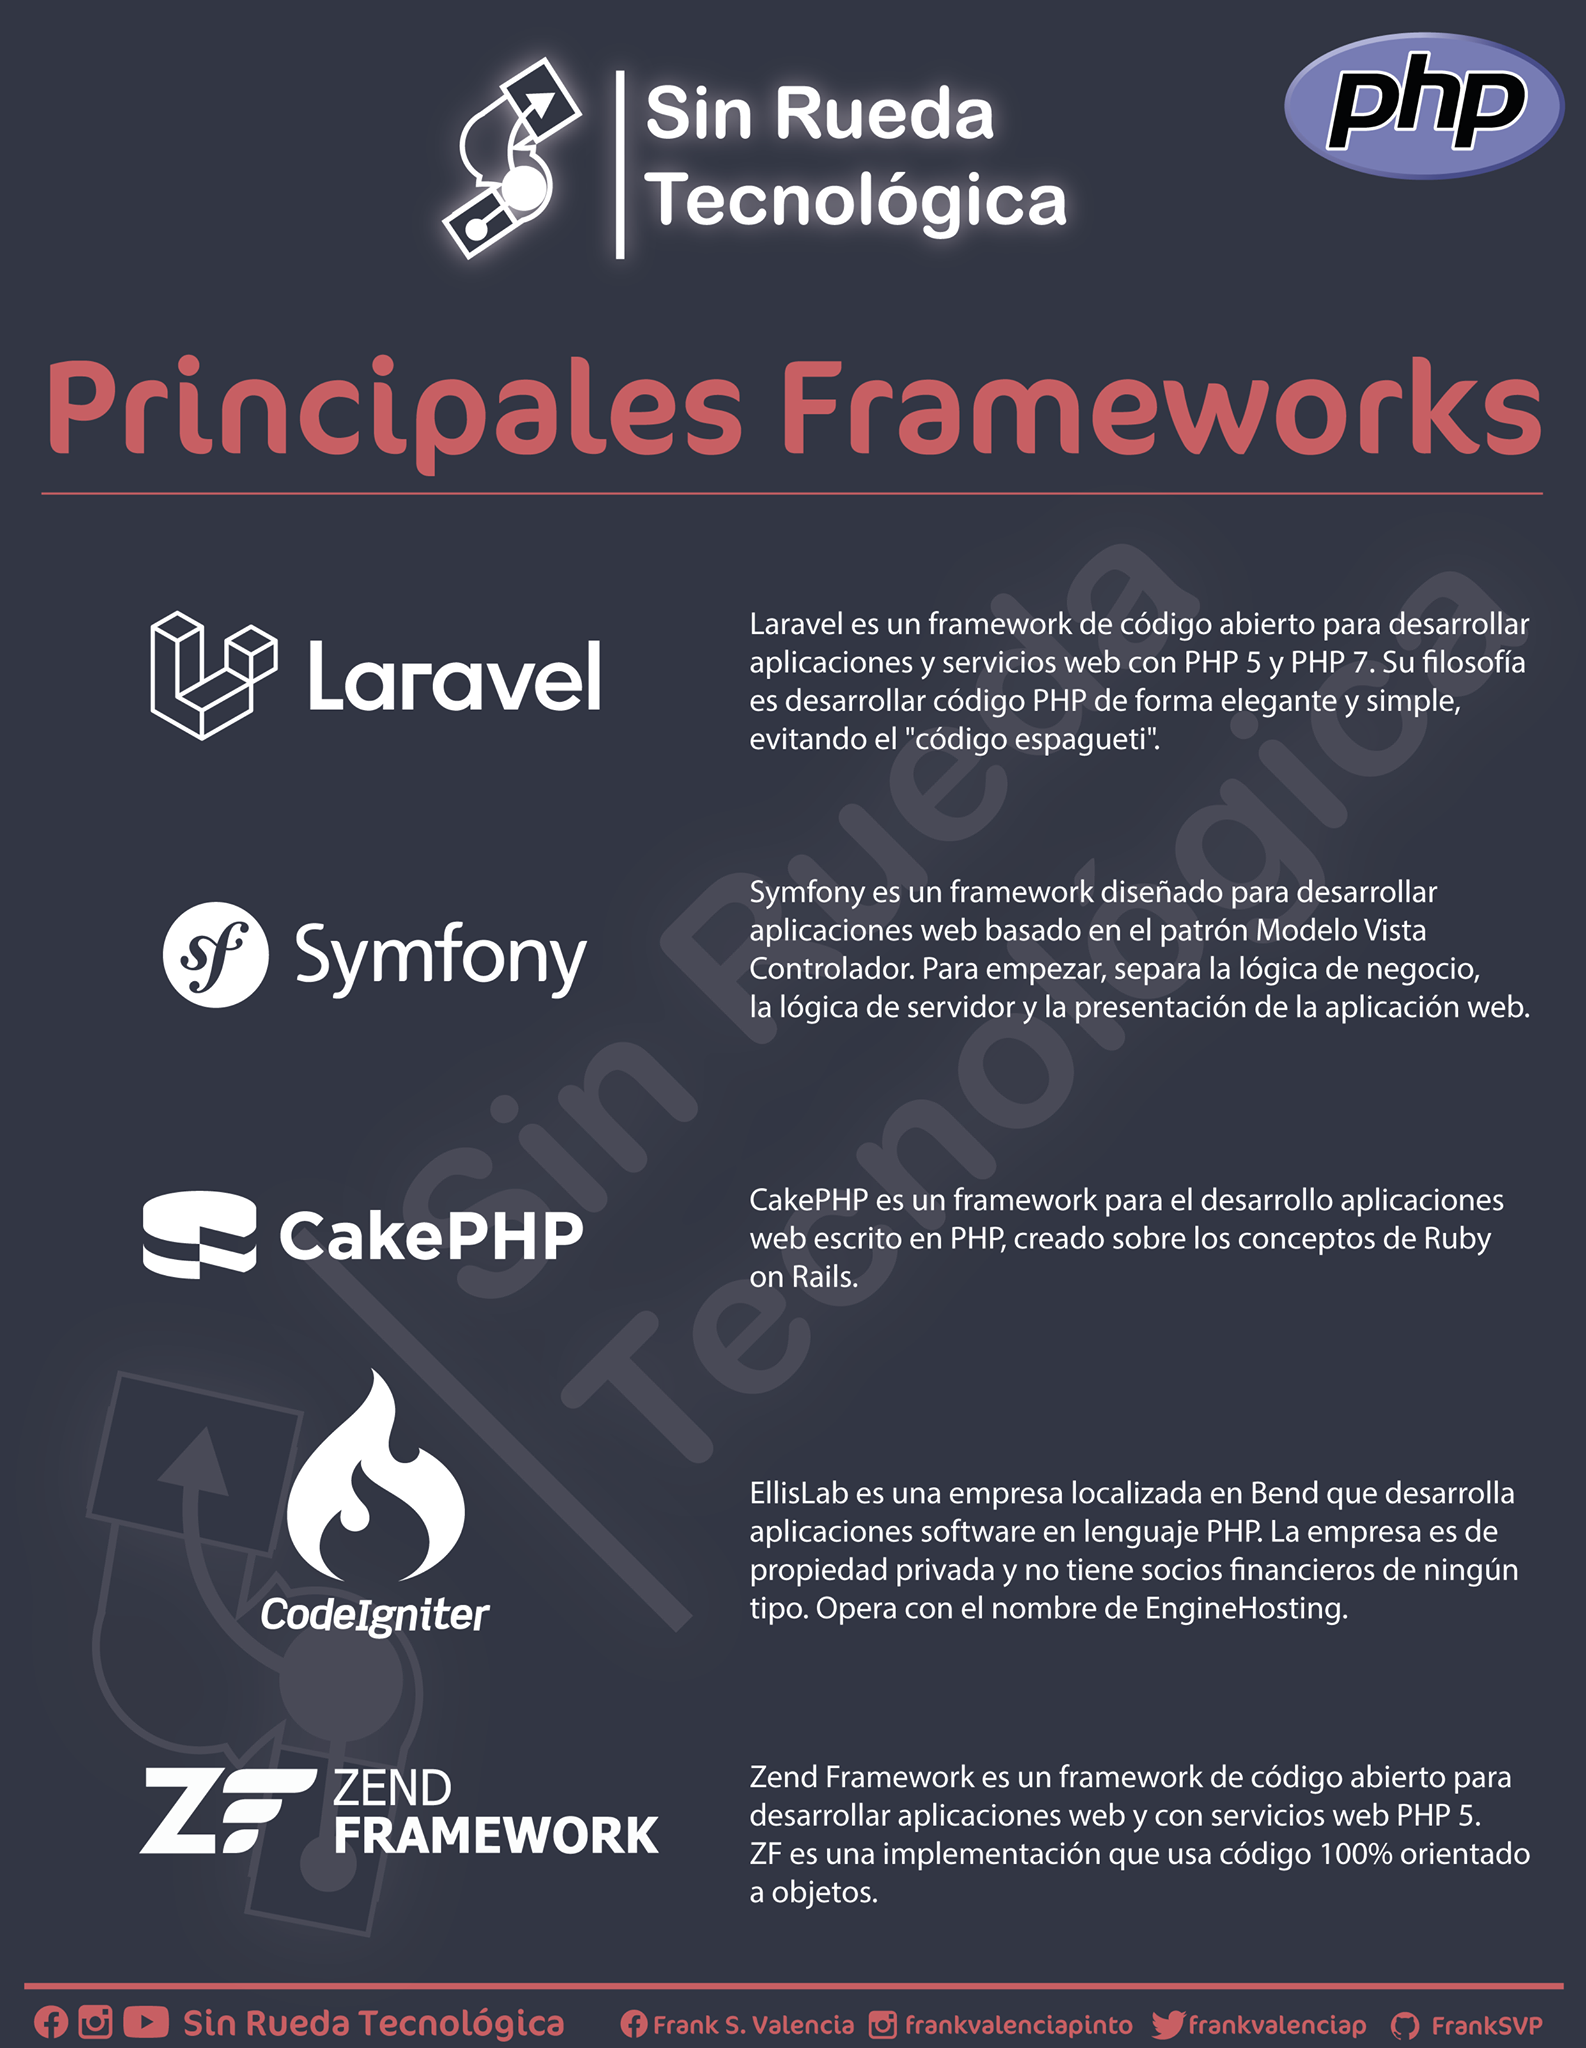 Sin Rueda
Tecnológica
php
Principales Frameworks
Laravel
Laravel es un framework de código abierto para desarrollar
aplicaciones y servicios web con PHP 5 y PHP 7. Su filosofía
es desarrollar código PHP de forma elegante y simple,
evitando el "código espagueti".
sf Symfony
Symfony es un framework diseñado para desarrollar
aplicaciones web basado en el patrón Modelo Vista
Controlador. Para empezar, separa la lógica de negocio,
la lógica de servidor y la presentación de la aplicación web.
CakePHP
CakePHP es un framework para el desarrollo aplicaciones
web escrito en PHP, creado sobre los conceptos de Ruby
on Rails.
CodeIgniter
EllisLab es una empresa localizada en Bend que desarrolla
aplicaciones software en lenguaje PHP. La empresa es de
propiedad privada y no tiene socios financieros de ningún
tipo. Opera con el nombre de EngineHosting.
ZF ZEND
FRAMEWORK
Zend Framework es un framework de código abierto para
desarrollar aplicaciones web y con servicios web PHP 5.
ZF es una implementación que usa código 100% orientado
a objetos.
Sin Rueda
Tecnológica
Sin Rueda Tecnológica Frank S. Valencia frankvalenciapinto frankvalenciap FrankSVP